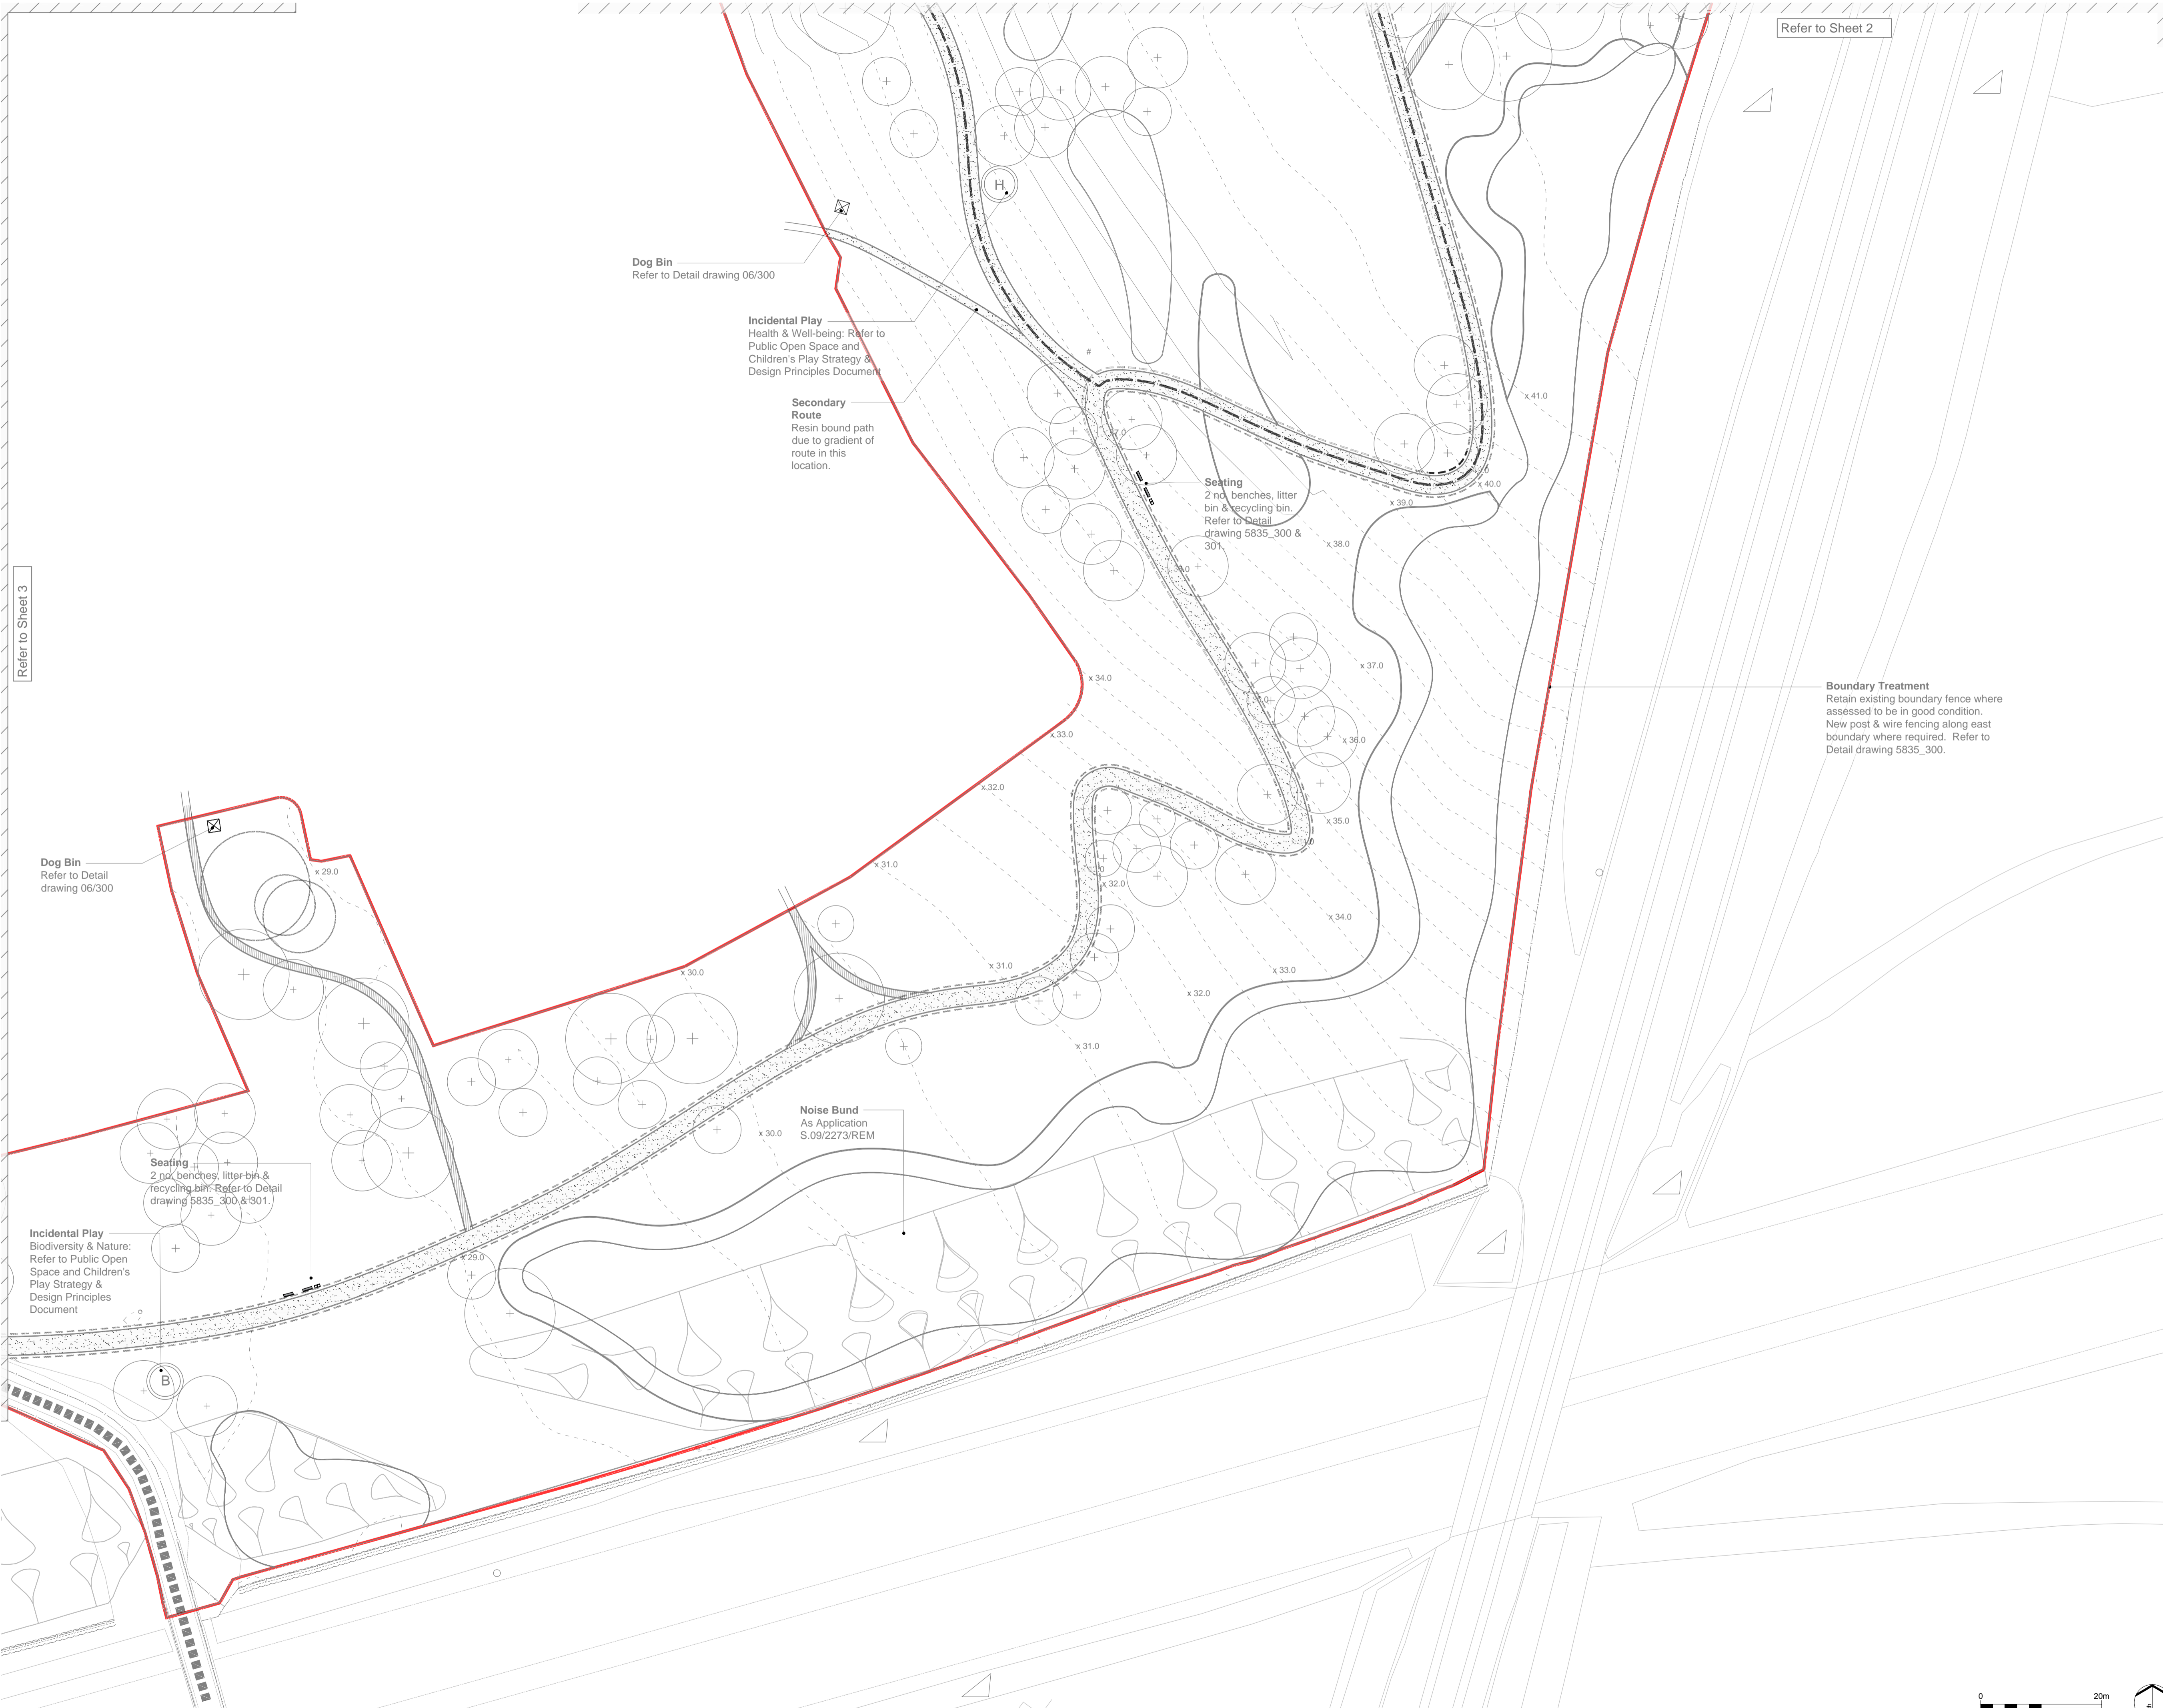 Refer to Sheet 2
Refer to Sheet 3
Dog Bin
Refer to Detail drawing 06/300
H
Incidental Play
Health & Well-being: Refer to
Public Open Space and
Children's Play Strategy &
Design Principles Document
#
Secondary
Route
Resin bound path
due to gradient of
route in this
location.
x 41.0
Seating
2 no. benches, litter
bin & recycling bin.
Refer to Detail
drawing 5835_300 &
301.
x 40.0
x 39.0
x 38.0
x 37.0
x 34.0
x 33.0
x 36.0
x 32.0
x 35.0
Boundary Treatment
Retain existing boundary fence where
assessed to be in good condition.
New post & wire fencing along east
boundary where required.  Refer to
Detail drawing 5835_300.
Dog Bin
Refer to Detail
drawing 06/300
x 29.0
x 31.0
x 32.0
x 34.0
x 30.0
x 31.0
x 33.0
x 32.0
x 31.0
Noise Bund
As Application
S.09/2273/REM
x 30.0
Seating
2 no. benches, litter bin &
recycling bin. Refer to Detail
drawing 5835_300 & 301.
Incidental Play
Biodiversity & Nature:
Refer to Public Open
Space and Children's
Play Strategy &
Design Principles
Document
x 29.0
B
0
20m